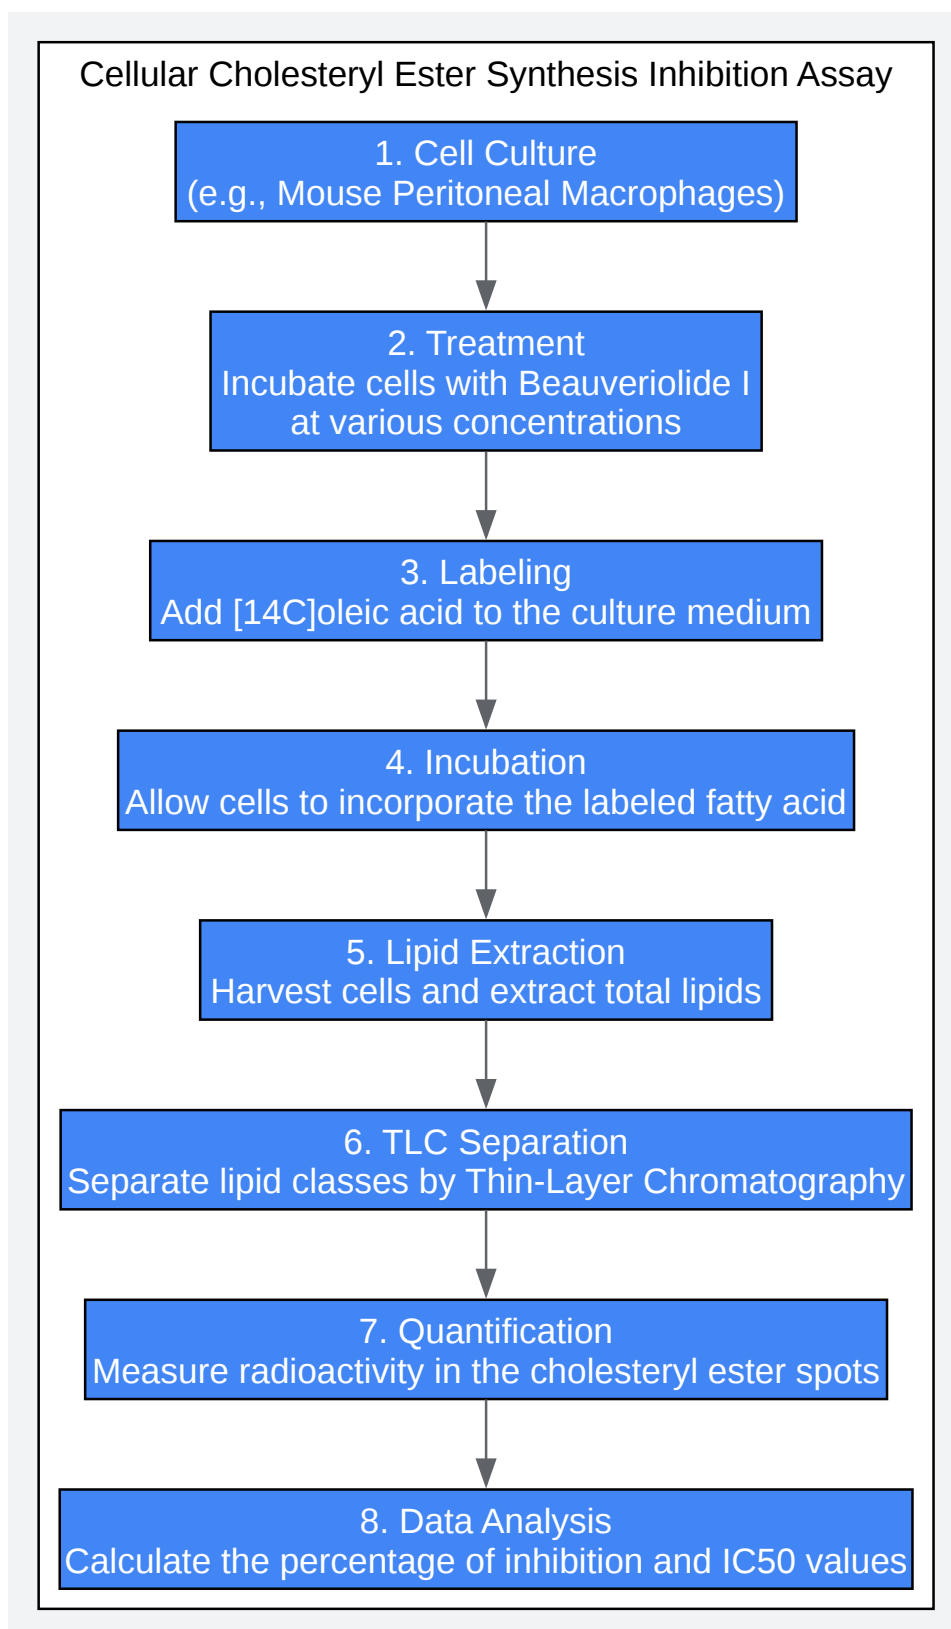 Cellular Cholesteryl Ester Synthesis Inhibition Assay
1. Cell Culture
(e.g., Mouse Peritoneal Macrophages)
2. Treatment
Incubate cells with Beauveriolide I
at various concentrations
3. Labeling
Add [14C]oleic acid to the culture medium
4. Incubation
Allow cells to incorporate the labeled fatty acid
5. Lipid Extraction
Harvest cells and extract total lipids
6. TLC Separation
Separate lipid classes by Thin-Layer Chromatography
7. Quantification
Measure radioactivity in the cholesteryl ester spots
8. Data Analysis
Calculate the percentage of inhibition and IC50 values